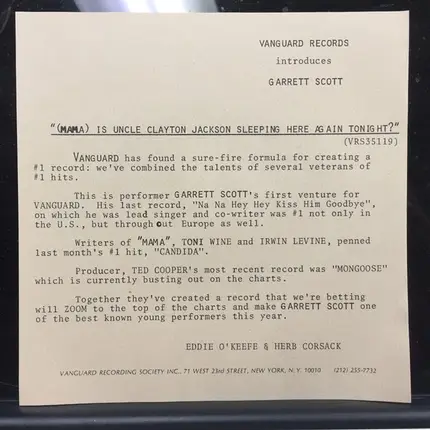 VANGUARD RECORDS
introduces
GARRETT SCOTT
"(MAMA) IS UNCLE CLAYTON JACKSON SLEEPING HERE AGAIN TONIGHT?"
(VRS35119)
VANGUARD has found a sure-fire formula for creating a
#1 record: we've combined the talents of several veterans of
#1 hits.
This is performer GARRETT SCOTT's first venture for
VANGUARD. His last record, "Na Na Hey Hey Kiss Him Goodbye",
on which he was lead singer and co-writer was #1 not only in
the U.S., but through out Europe as well.
Writers of "MAMA", TONI WINE and IRWIN LEVINE, penned
last month's #1 hit, "CANDIDA".
Producer, TED COOPER's most recent record was "MONGOOSE"
which is currently busting out on the charts.
Together they've created a record that we're betting
will ZOOM to the top of the charts and make GARRETT SCOTT one
of the best known young performers this year.
EDDIE O'KEEFE & HERB CORSACK
VANGUARD RECORDING SOCIETY INC., 71 WEST 23rd STREET, NEW YORK, N.Y. 10010 (212) 255-7732